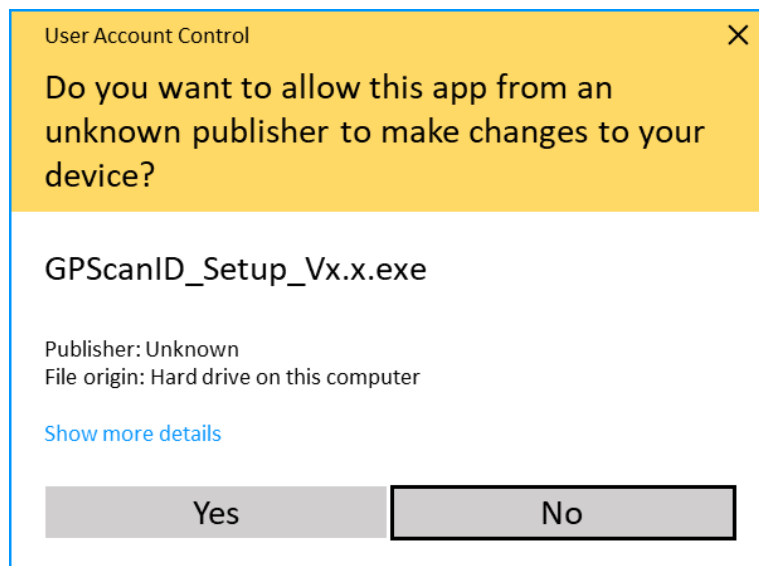 User Account Control
Do you want to allow this app from an
unknown publisher to make changes to your
device?
GPScanID_Setup_Vx.x.exe
Publisher: Unknown
File origin: Hard drive on this computer
Show more details
Yes
No